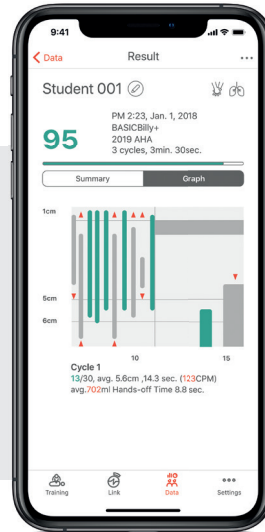 9:41
Data
Result
...
Student 001
95
PM 2:23, Jan. 1, 2018
BASICBilly+
2019 AHA
3 cycles, 3min. 30sec.
Summary
Graph
1cm
5cm
6cm
10
15
Cycle 1
13/30, avg. 5.6cm ,14.3 sec. (123CPM)
avg.702ml Hands-off Time 8.8 sec.
Training
Link
Data
Settings